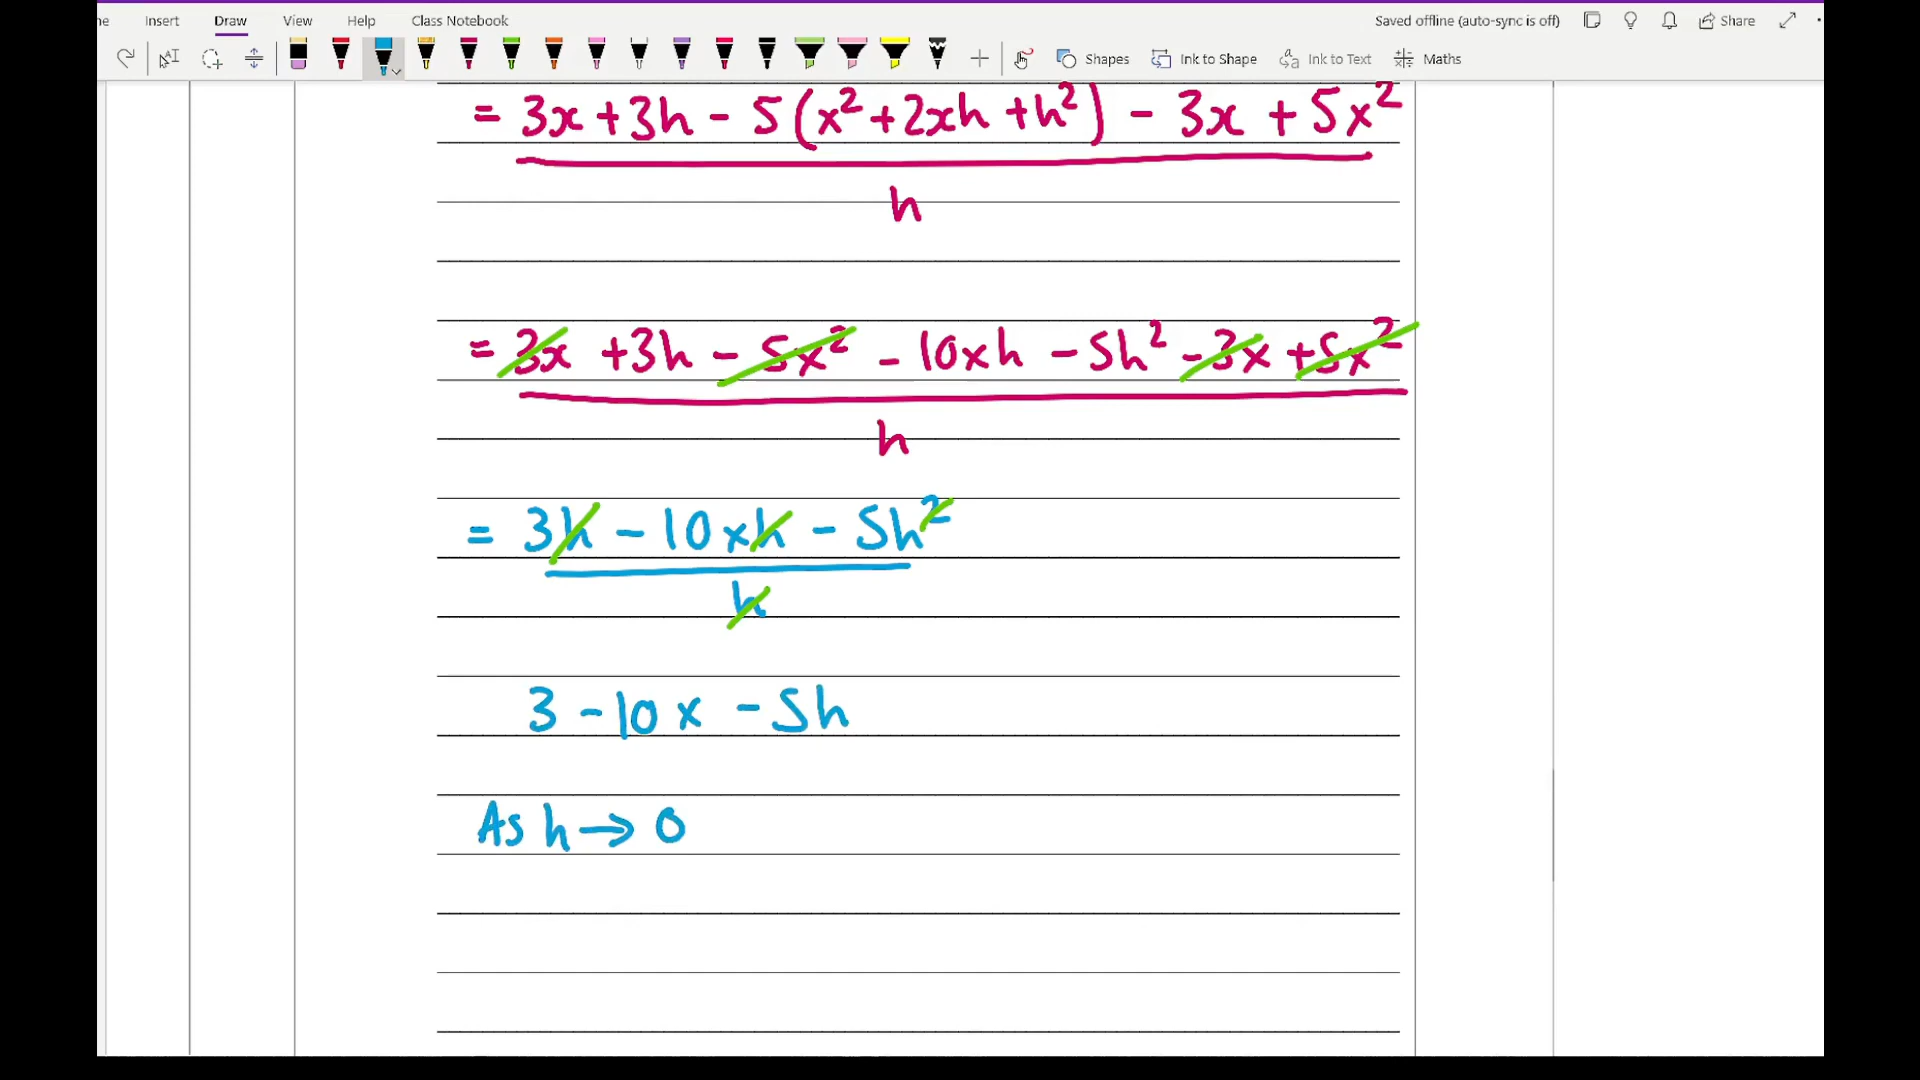 ne Insert Draw View Help Class Notebook Saved offline (auto-sync is off) Share
Shapes Ink to Shape Ink to Text Maths
= 3x + 3h - 5(x² + 2xh + h²) - 3x + 5x²
h
= 3x + 3h - 5x² - 10xh - 5h² - 3x + 5x²
h
= 3h - 10xh - 5h²
h
3 - 10x - 5h
As h → 0